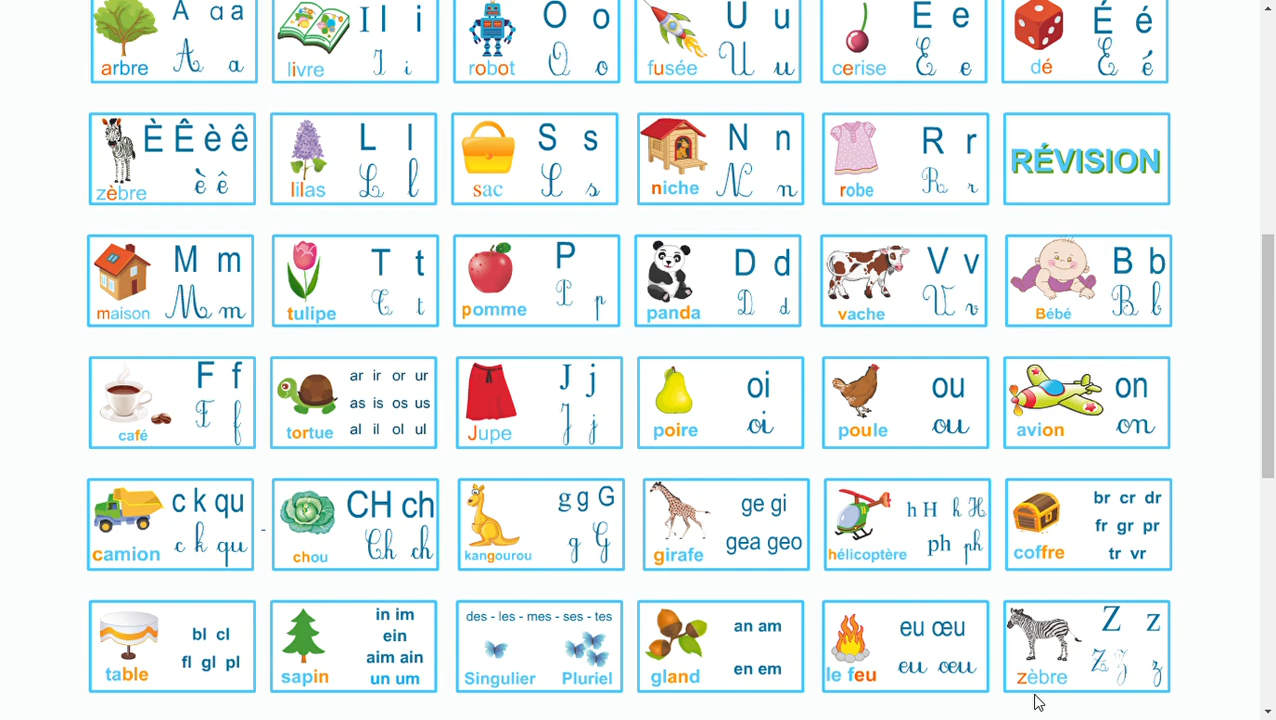 A a a
A a
arbre
I l i
I i
livre
O o
O o
robot
U u
U u
fusée
E e
E e
cerise
É é
É é
dé
È Ê è ê
è ê
zèbre
L l
L l
lilas
S s
S s
sac
N n
N n
niche
R r
R r
robe
RÉVISION
M m
M m
maison
T t
T t
tulipe
P
P p
pomme
D d
D d
panda
V v
V v
vache
B b
B b
Bébé
F f
F f
café
ar ir or ur
as is os us
al il ol ul
tortue
J j
J j
Jupe
oi
oi
poire
ou
ou
poule
on
on
avion
c k qu
c k qu
camion
-
CH ch
Ch ch
chou
g g G
g G
kangourou
ge gi
gea geo
girafe
h H h H
ph ph
hélicoptère
br cr dr
fr gr pr
tr vr
coffre
bl cl
fl gl pl
table
in im
ein
aim ain
un um
sapin
des - les - mes - ses - tes
Singulier Pluriel
an am
en em
gland
eu œu
eu œu
le feu
Z z
Z z z
zèbre